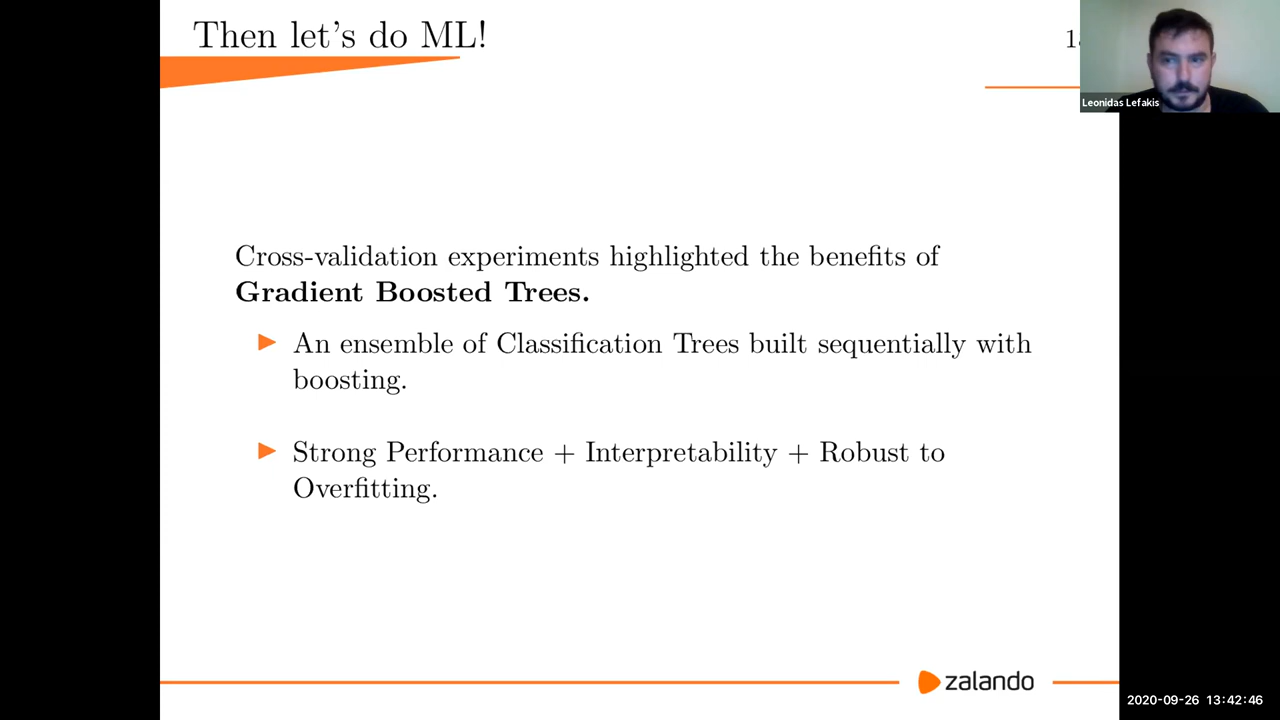 Then let's do ML!
Leonidas Lefakis
Cross-validation experiments highlighted the benefits of
Gradient Boosted Trees.
An ensemble of Classification Trees built sequentially with
boosting.
Strong Performance + Interpretability + Robust to
Overfitting.
zalando
2020-09-26 13:42:46